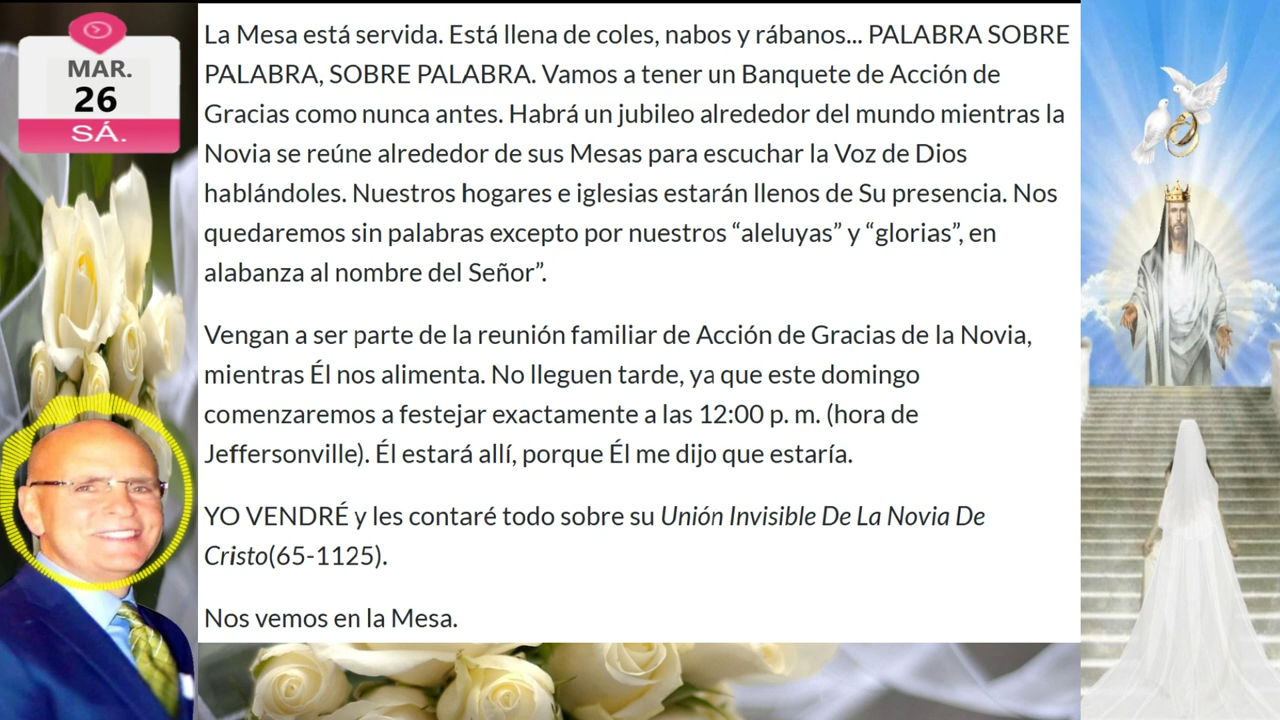 MAR.
26
SÁ.
La Mesa está servida. Está llena de coles, nabos y rábanos... PALABRA SOBRE
PALABRA, SOBRE PALABRA. Vamos a tener un Banquete de Acción de
Gracias como nunca antes. Habrá un jubileo alrededor del mundo mientras la
Novia se reúne alrededor de sus Mesas para escuchar la Voz de Dios
hablándoles. Nuestros hogares e iglesias estarán llenos de Su presencia. Nos
quedaremos sin palabras excepto por nuestros “aleluyas” y “glorias”, en
alabanza al nombre del Señor”.
Vengan a ser parte de la reunión familiar de Acción de Gracias de la Novia,
mientras Él nos alimenta. No lleguen tarde, ya que este domingo
comenzaremos a festejar exactamente a las 12:00 p. m. (hora de
Jeffersonville). Él estará allí, porque Él me dijo que estaría.
YO VENDRÉ y les contaré todo sobre su Unión Invisible De La Novia De
Cristo(65-1125).
Nos vemos en la Mesa.